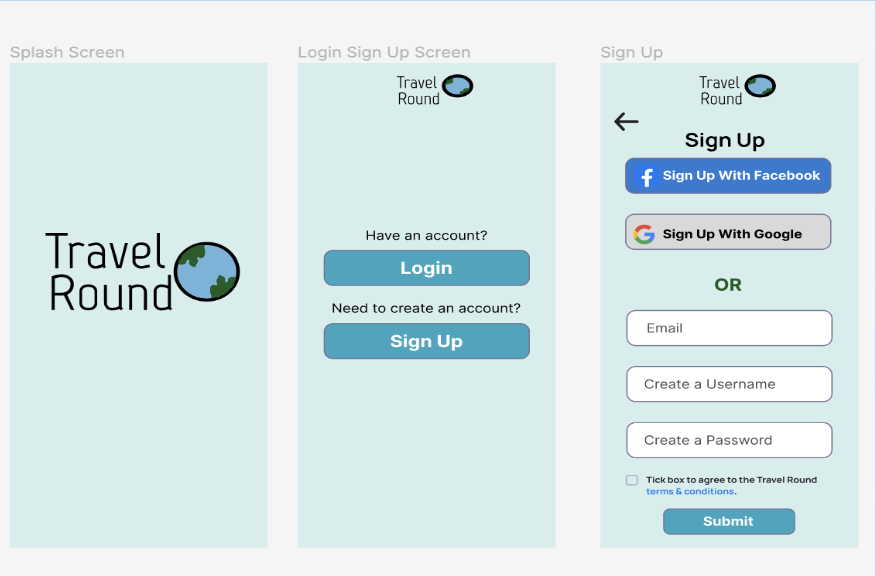 Splash Screen
Travel
Round
Login Sign Up Screen
Travel
Round
Have an account?
Login
Need to create an account?
Sign Up
Sign Up
Travel
Round
Sign Up
Sign Up With Facebook
Sign Up With Google
OR
Email
Create a Username
Create a Password
Tick box to agree to the Travel Round
terms & conditions.
Submit